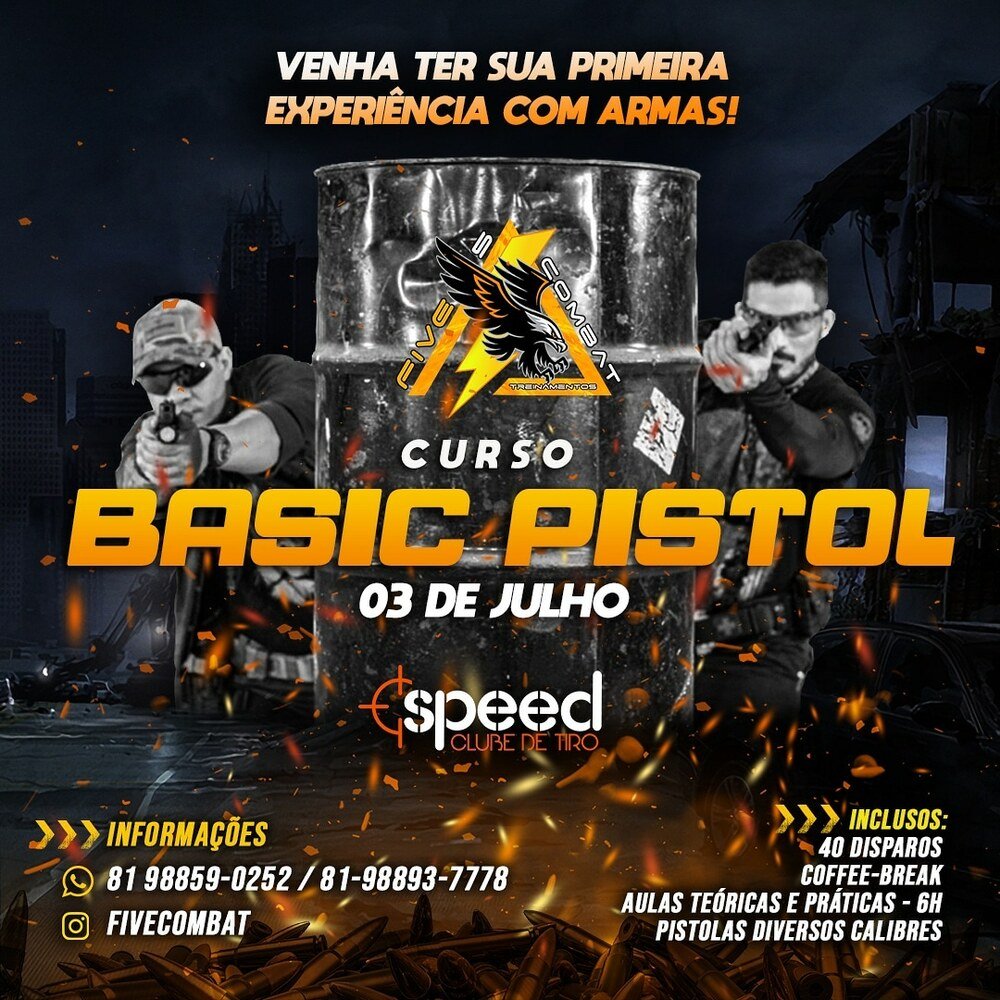 VENHA TER SUA PRIMEIRA
EXPERIÊNCIA COM ARMAS!
FIVE'S COMBAT
TREINAMENTOS
CURSO
BASIC PISTOL
03 DE JULHO
speed
CLUBE DE TIRO
INFORMAÇÕES
81 98859-0252 / 81-98893-7778
FIVECOMBAT
INCLUSOS:
40 DISPAROS
COFFEE-BREAK
AULAS TEÓRICAS E PRÁTICAS - 6H
PISTOLAS DIVERSOS CALIBRES